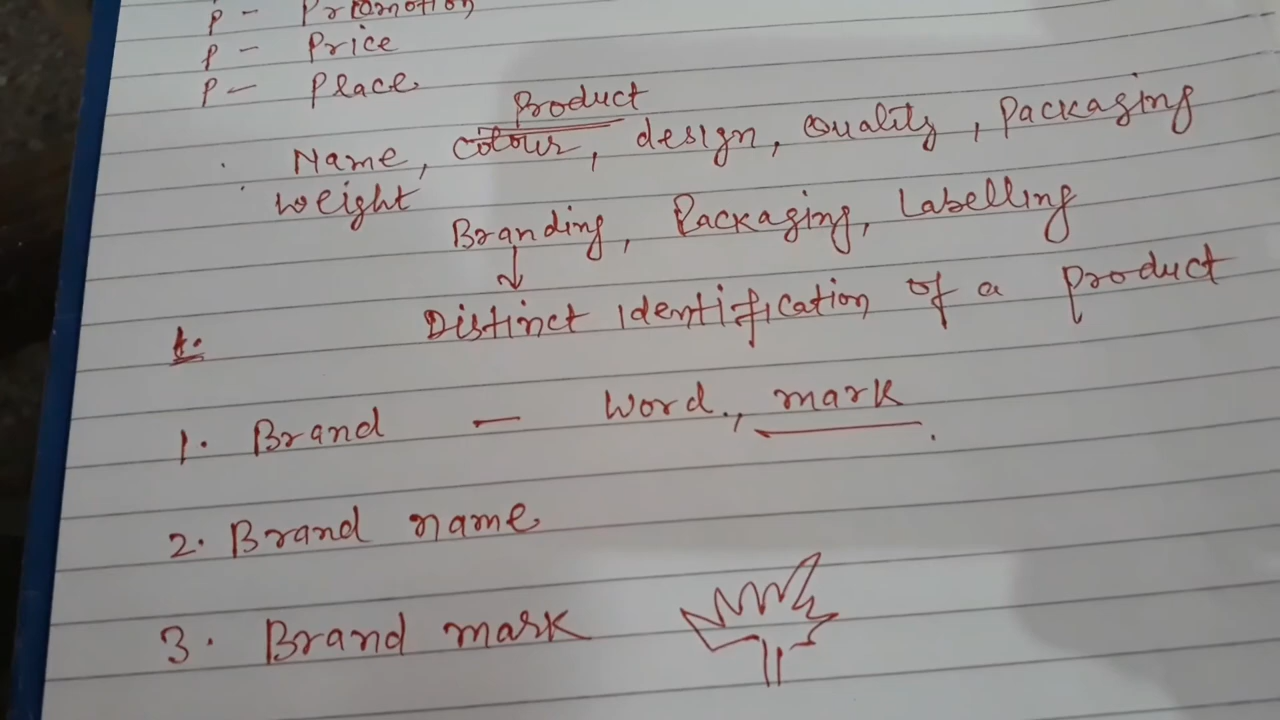 P - Promotion
P - Price
P - Place
Product
Name, colour, design, quality, Packaging
weight
Branding, Packaging, Labelling
↓
Distinct identification of a Product
1. Brand - word, mark.
2. Brand name
3. Brand mark